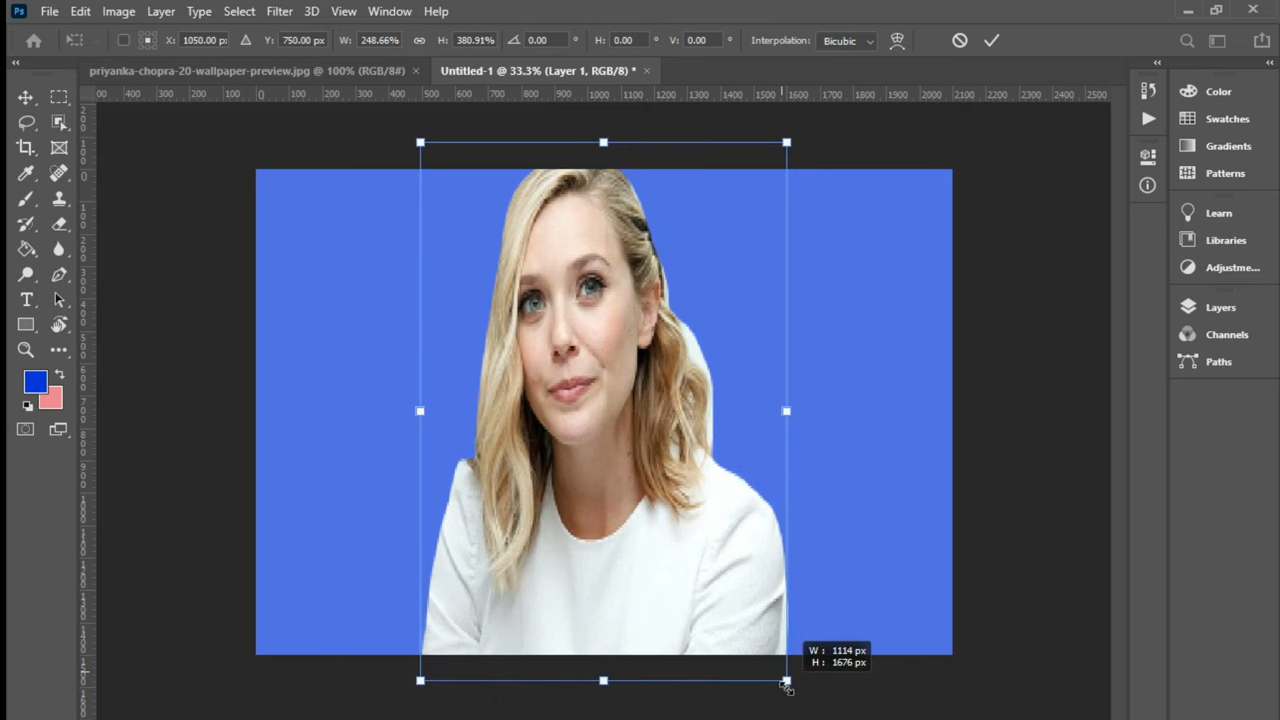 Ps File Edit Image Layer Type Select Filter 3D View Window Help
X: 1050.00 px Y: 750.00 px W: 248.66% H: 380.91% 0.00 ° H: 0.00 ° V: 0.00 ° Interpolation: Bicubic
priyanka-chopra-20-wallpaper-preview.jpg @ 100% (RGB/8#) × Untitled-1 @ 33.3% (Layer 1, RGB/8) * ×
00 400 300 200 100 0 500 600 700 800 900 1000 1100 1200 1300 1400 1500 1600 1700 1800 1900 2000 2100 2200 2300 2400 2500
Color
Swatches
Gradients
Patterns
Learn
Libraries
Adjustme...
Layers
Channels
Paths
T
W : 1114 px
H : 1676 px